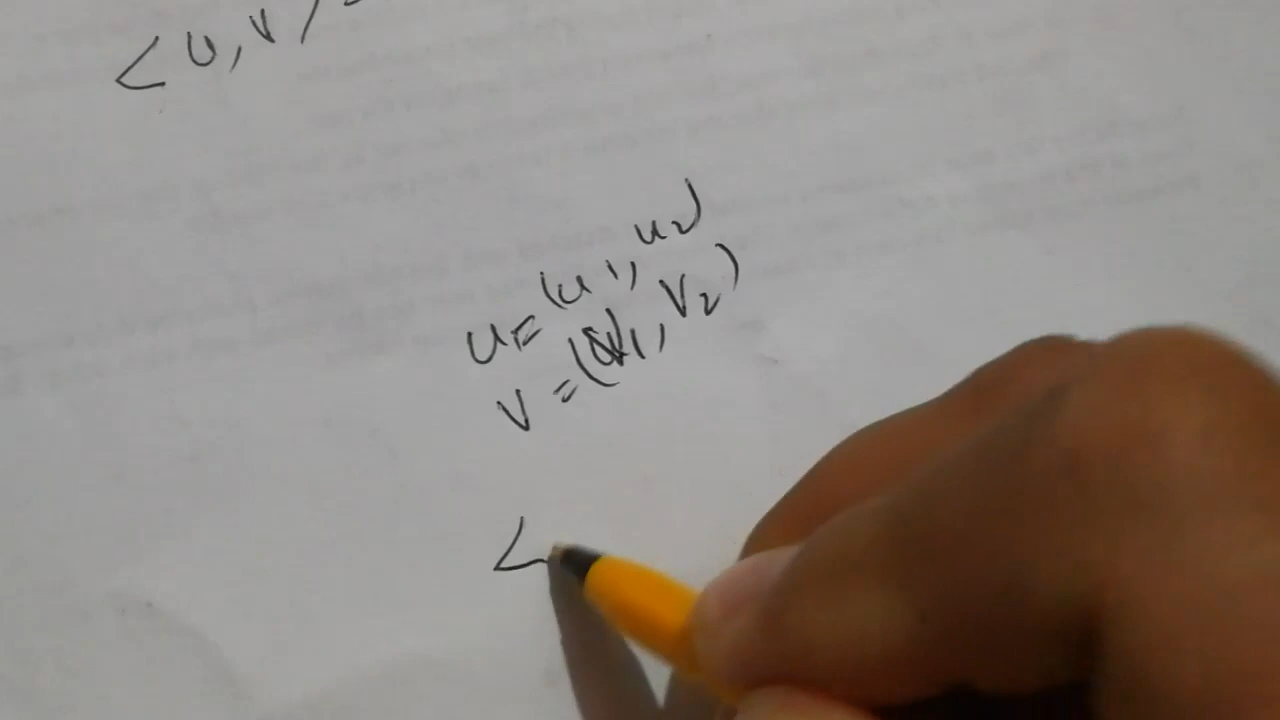 <u,v>
u=(u1,u2)
v=(v1,v2)
<